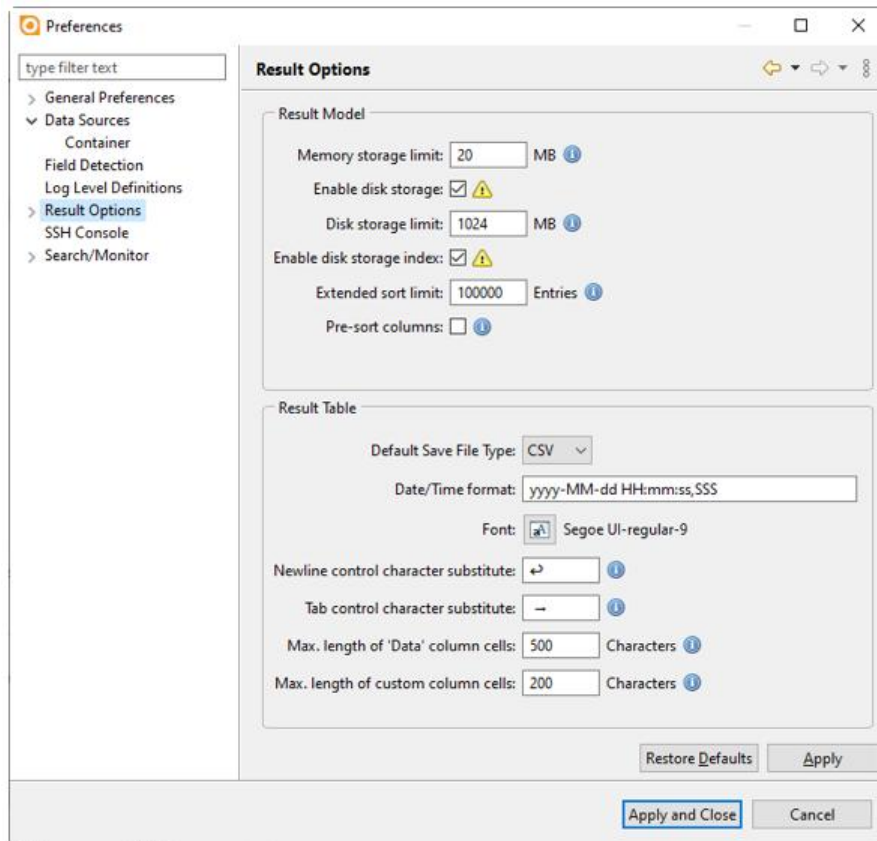 Preferences
type filter text
General Preferences
Data Sources
Container
Field Detection
Log Level Definitions
Result Options
SSH Console
Search/Monitor
Result Options
Result Model
Memory storage limit: 20 MB
Enable disk storage:
Disk storage limit: 1024 MB
Enable disk storage index:
Extended sort limit: 100000 Entries
Pre-sort columns:
Result Table
Default Save File Type: CSV
Date/Time format: yyyy-MM-dd HH:mm:ss,SSS
Font: Segoe UI-regular-9
Newline control character substitute: ↩
Tab control character substitute: →
Max. length of 'Data' column cells: 500 Characters
Max. length of custom column cells: 200 Characters
Restore Defaults Apply
Apply and Close Cancel